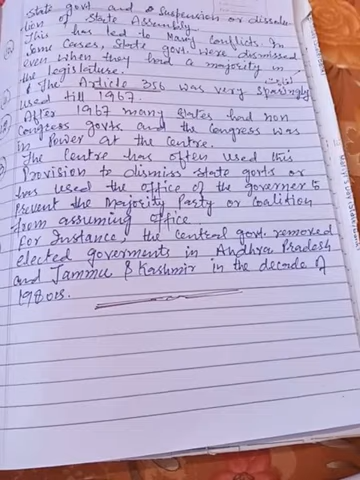 State govt. and Suspension or dissolu-
tion of State Assembly.
This has led to Many Conflicts. In
Some Cases, State govt. were dismissed
even when they had a majority in
the legislature.
The Article 356 was very sparingly
used till 1967.
After 1967 many states had non
Congress govts. and the Congress was
in Power at the Centre.
The Centre has often used this
Provision to dismiss state govts or
has used the office of the governer to
Prevent the Majority Party or coalition
from assuming office
for Instance, the Central govt. removed
elected goverments in Andhra Pradesh
and Jammu & Kashmir in the decade of
1980s.